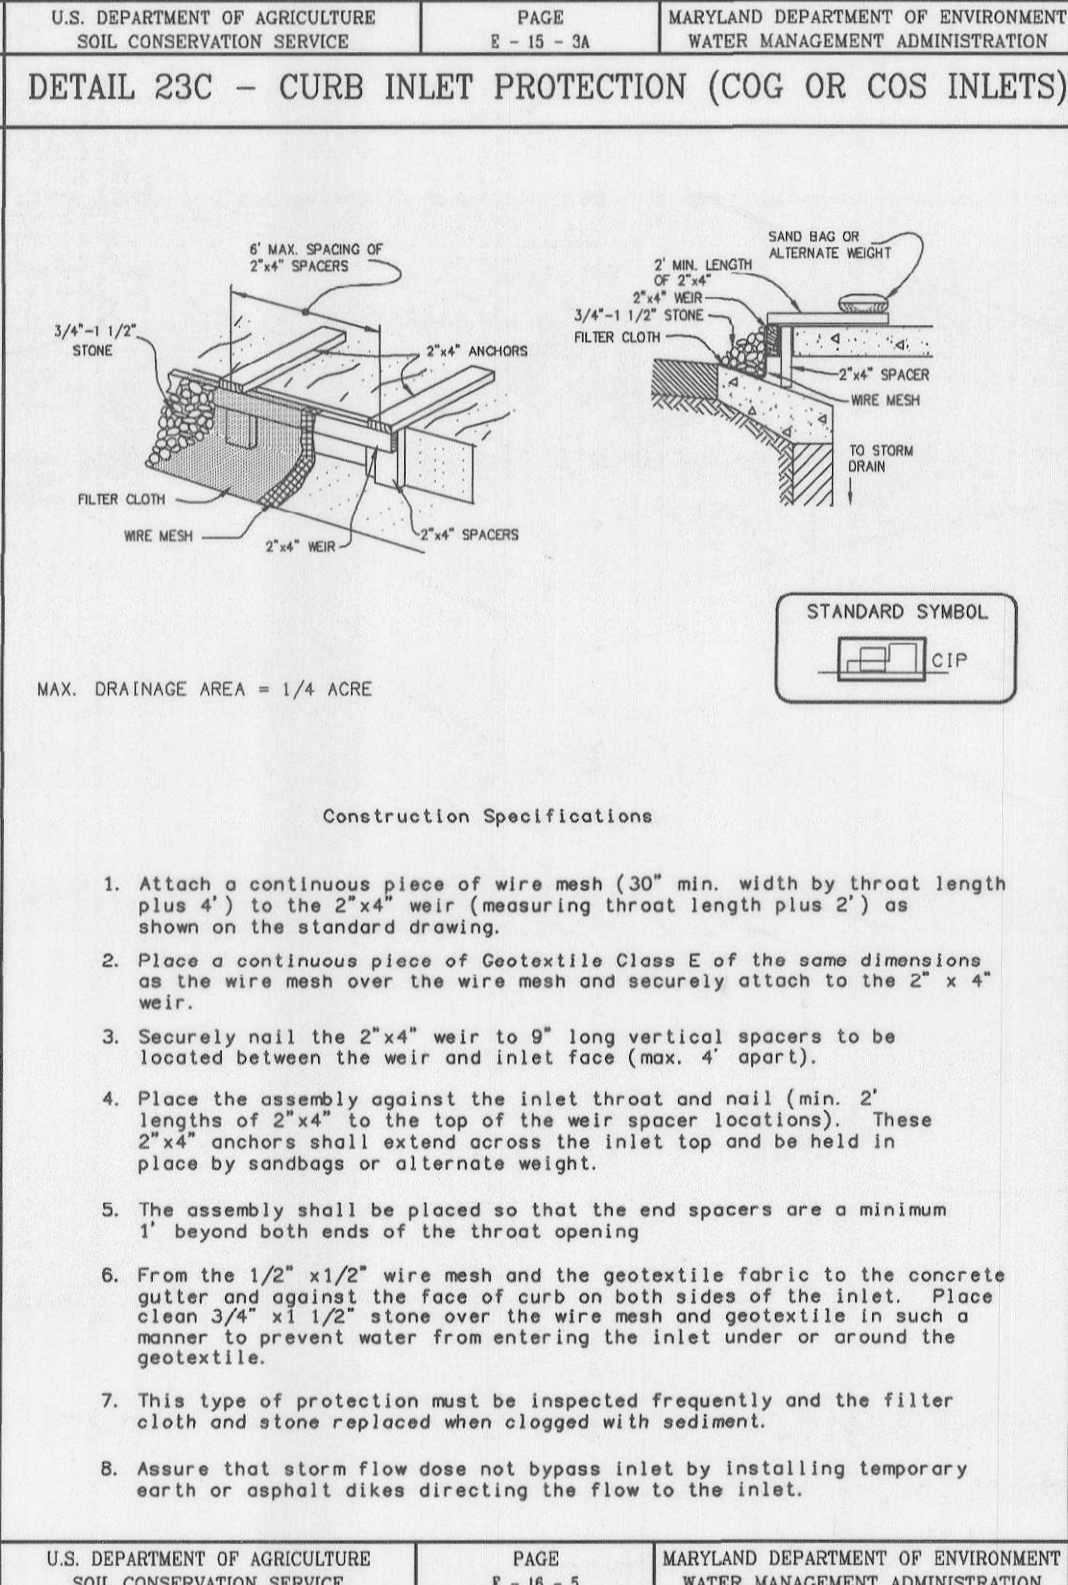 U.S. DEPARTMENT OF AGRICULTURE
SOIL CONSERVATION SERVICE
PAGE
E - 15 - 3A
MARYLAND DEPARTMENT OF ENVIRONMENT
WATER MANAGEMENT ADMINISTRATION
DETAIL 23C - CURB INLET PROTECTION (COG OR COS INLETS)
6' MAX. SPACING OF
2"x4" SPACERS
3/4"-1 1/2"
STONE
2"x4" ANCHORS
FILTER CLOTH
WIRE MESH
2"x4" WEIR
2"x4" SPACERS
SAND BAG OR
ALTERNATE WEIGHT
2' MIN. LENGTH
OF 2"x4"
2"x4" WEIR
3/4"-1 1/2" STONE
FILTER CLOTH
2"x4" SPACER
WIRE MESH
TO STORM
DRAIN
STANDARD SYMBOL
CIP
MAX. DRAINAGE AREA = 1/4 ACRE
Construction Specifications
1. Attach a continuous piece of wire mesh (30" min. width by throat length
plus 4') to the 2"x4" weir (measuring throat length plus 2') as
shown on the standard drawing.
2. Place a continuous piece of Geotextile Class E of the same dimensions
as the wire mesh over the wire mesh and securely attach to the 2" x 4"
weir.
3. Securely nail the 2"x4" weir to 9" long vertical spacers to be
located between the weir and inlet face (max. 4' apart).
4. Place the assembly against the inlet throat and nail (min. 2'
lengths of 2"x4" to the top of the weir spacer locations). These
2"x4" anchors shall extend across the inlet top and be held in
place by sandbags or alternate weight.
5. The assembly shall be placed so that the end spacers are a minimum
1' beyond both ends of the throat opening
6. From the 1/2" x1/2" wire mesh and the geotextile fabric to the concrete
gutter and against the face of curb on both sides of the inlet. Place
clean 3/4" x1 1/2" stone over the wire mesh and geotextile in such a
manner to prevent water from entering the inlet under or around the
geotextile.
7. This type of protection must be inspected frequently and the filter
cloth and stone replaced when clogged with sediment.
8. Assure that storm flow dose not bypass inlet by installing temporary
earth or asphalt dikes directing the flow to the inlet.
U.S. DEPARTMENT OF AGRICULTURE
SOIL CONSERVATION SERVICE
PAGE
E - 16 - 5
MARYLAND DEPARTMENT OF ENVIRONMENT
WATER MANAGEMENT ADMINISTRATION